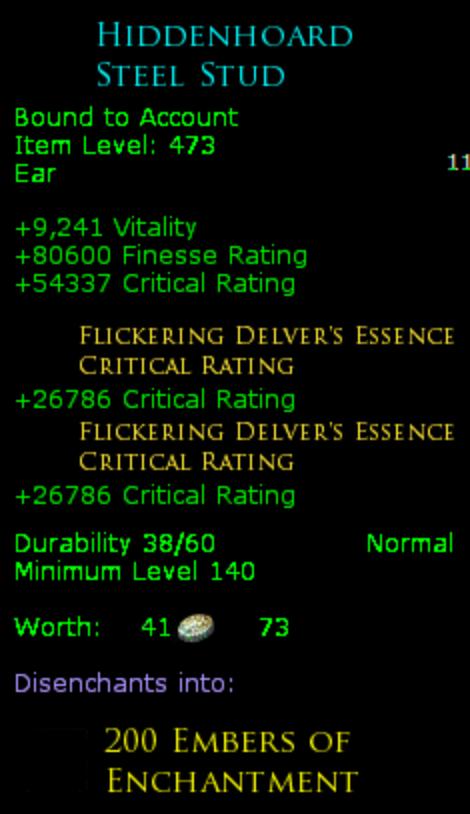 HIDDENHOARD
STEEL STUD
Bound to Account
Item Level: 473
Ear
11
+9,241 Vitality
+80600 Finesse Rating
+54337 Critical Rating
FLICKERING DELVER'S ESSENCE
CRITICAL RATING
+26786 Critical Rating
FLICKERING DELVER'S ESSENCE
CRITICAL RATING
+26786 Critical Rating
Durability 38/60 Normal
Minimum Level 140
Worth: 41 73
Disenchants into:
200 EMBERS OF
ENCHANTMENT